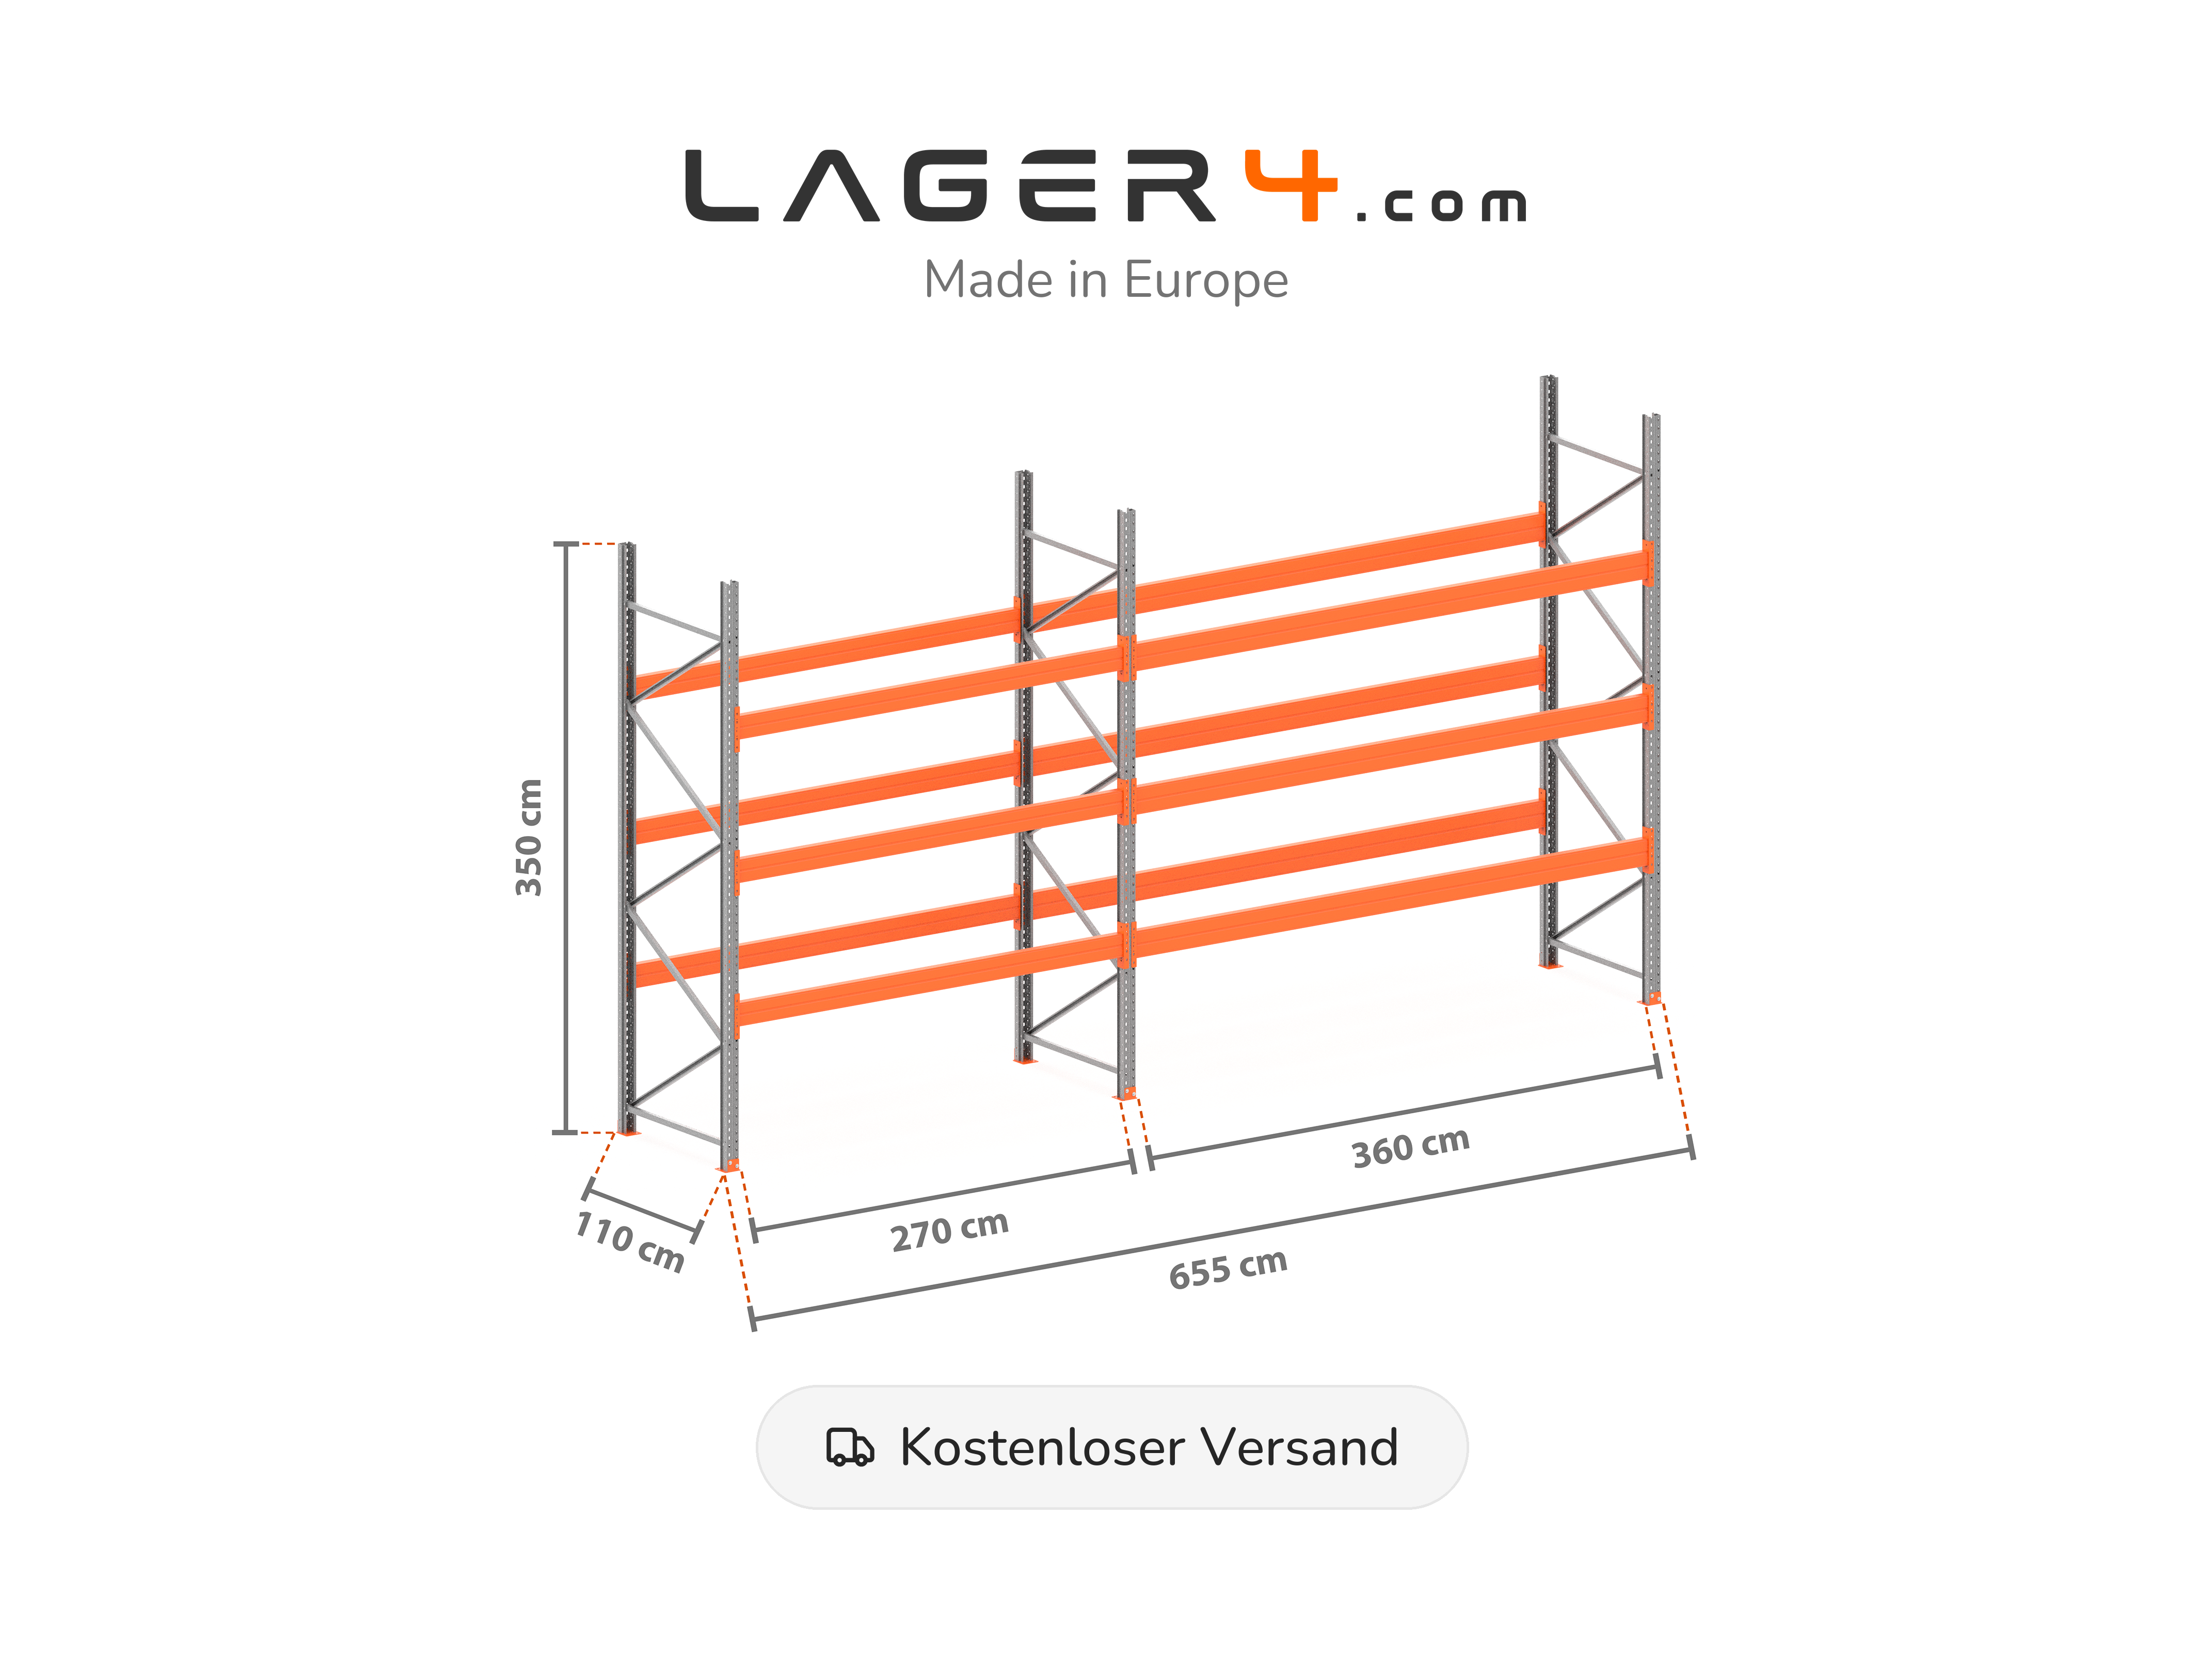 LAGER4.com
Made in Europe
350 cm
110 cm
270 cm
360 cm
655 cm
Kostenloser Versand